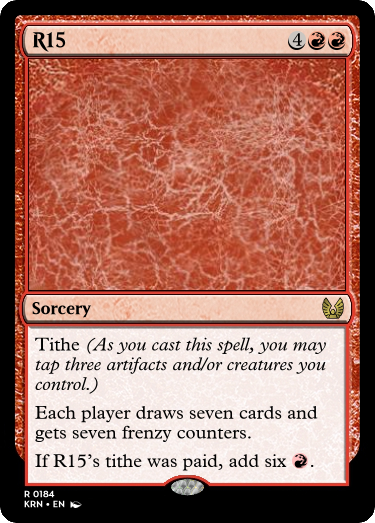 R15 4
Sorcery
Tithe (As you cast this spell, you may
tap three artifacts and/or creatures you
control.)
Each player draws seven cards and
gets seven frenzy counters.
If R15's tithe was paid, add six .
R 0184
KRN • EN